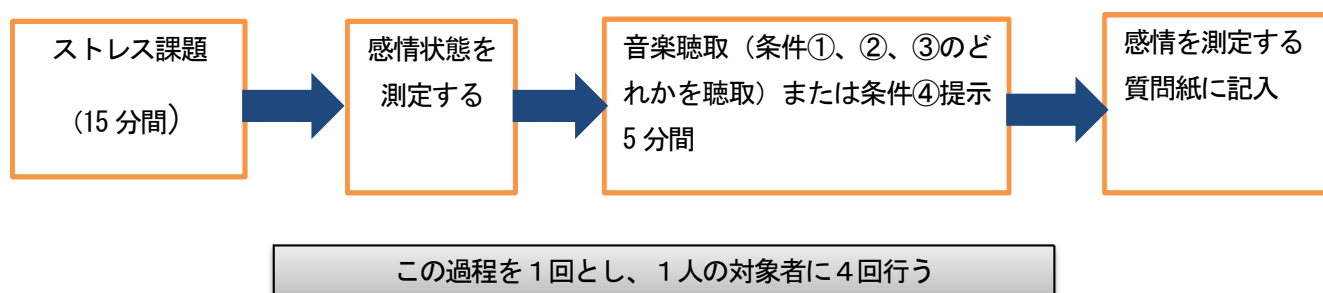 ストレス課題
(15 分間)
感情状態を
測定する
音楽聴取（条件①、②、③のど
れかを聴取）または条件④提示
5 分間
感情を測定する
質問紙に記入
この過程を１回とし、１人の対象者に４回行う